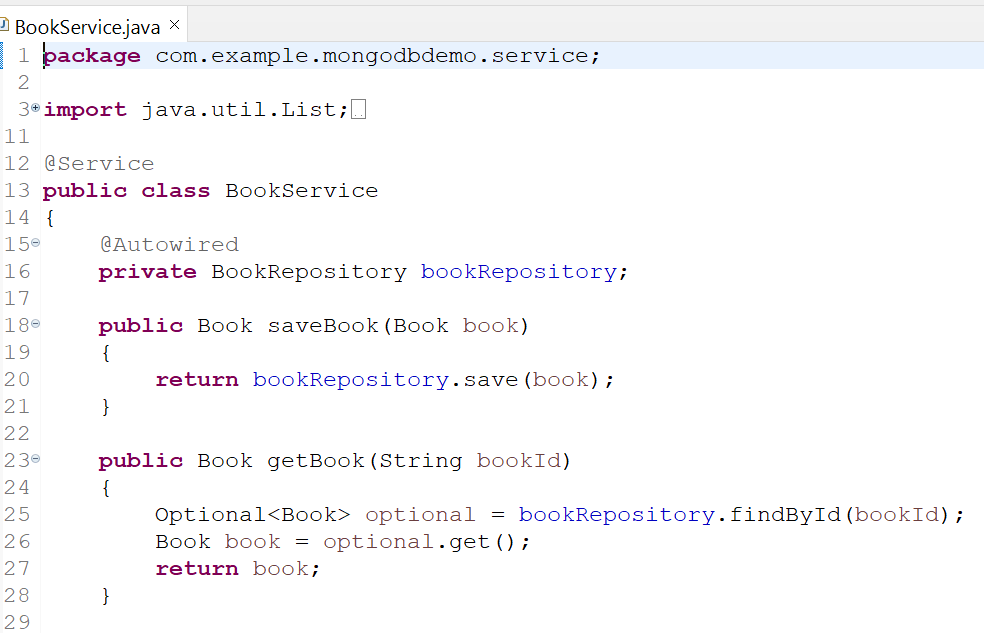 BookService.java
1 package com.example.mongodbdemo.service;
2
3 import java.util.List;
11
12 @Service
13 public class BookService
14 {
15 @Autowired
16 private BookRepository bookRepository;
17
18 public Book saveBook(Book book)
19 {
20 return bookRepository.save(book);
21 }
22
23 public Book getBook(String bookId)
24 {
25 Optional<Book> optional = bookRepository.findById(bookId);
26 Book book = optional.get();
27 return book;
28 }
29